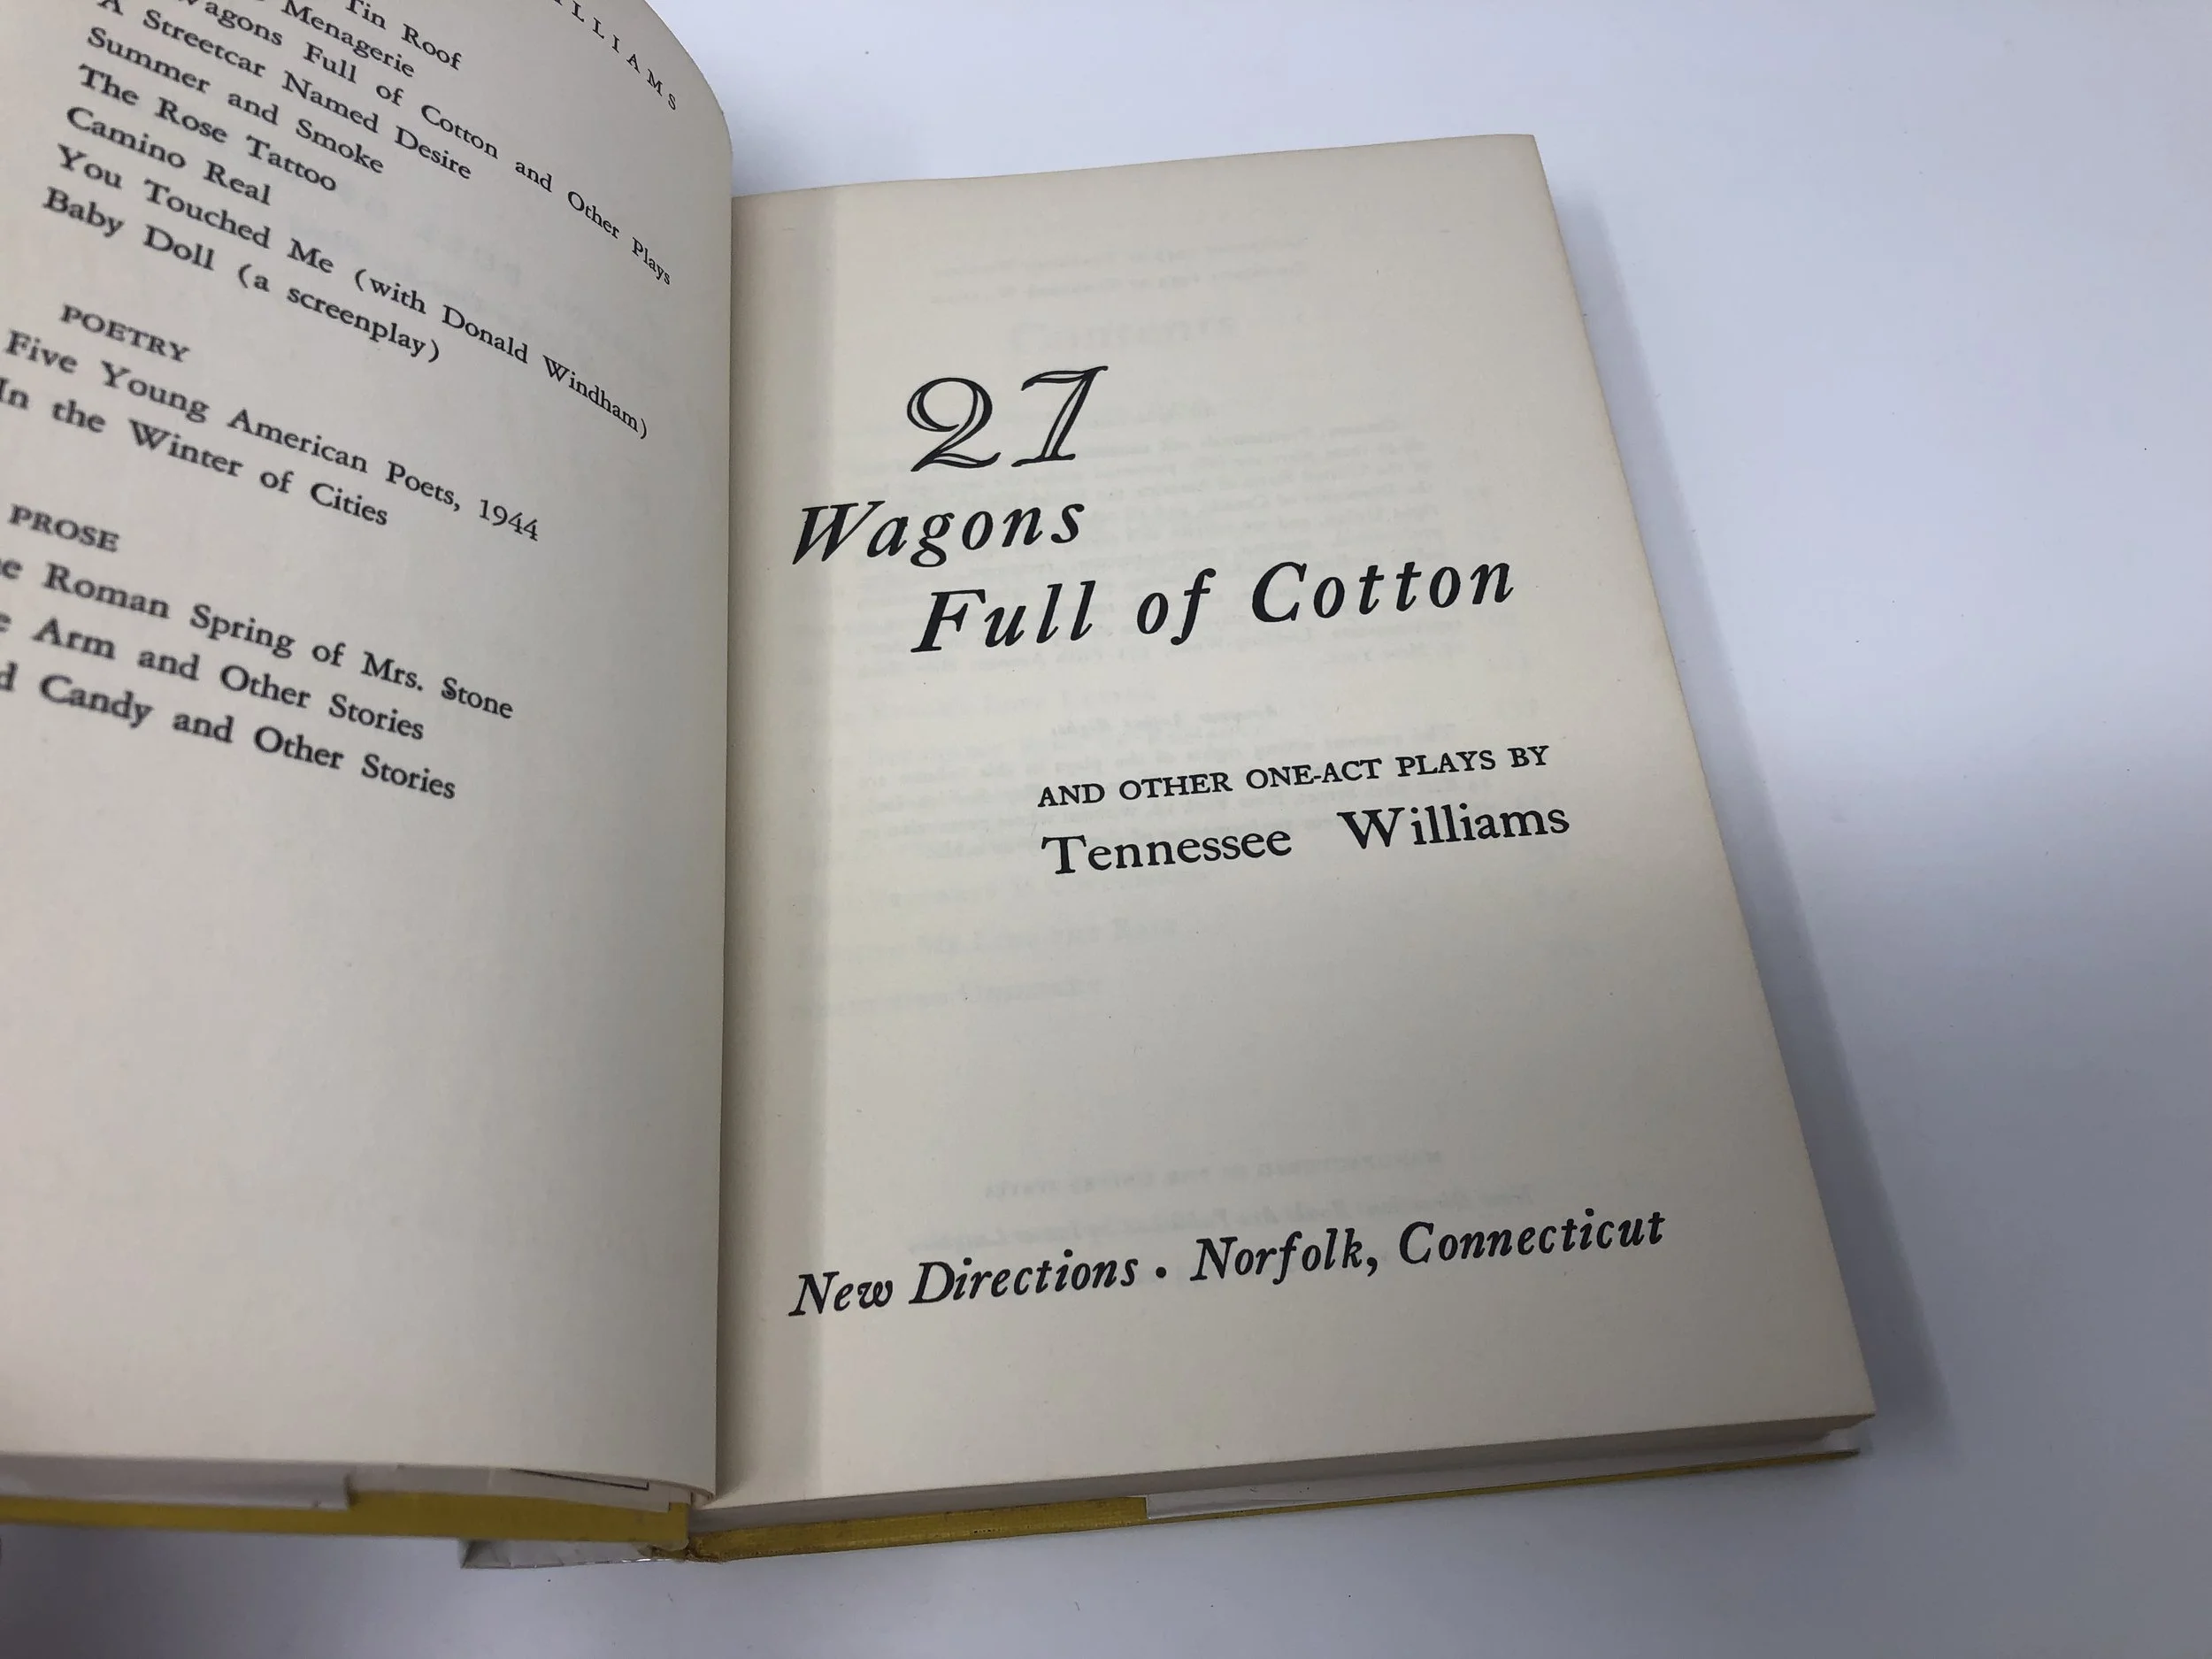 LLIAMS
Tin Roof
Menagerie
Wagons Full of Cotton and Other Plays
A Streetcar Named Desire
Summer and Smoke
The Rose Tattoo
Camino Real
You Touched Me (with Donald Windham)
Baby Doll (a screenplay)
POETRY
Five Young American Poets, 1944
In the Winter of Cities
PROSE
e Roman Spring of Mrs. Stone
e Arm and Other Stories
d Candy and Other Stories
27
Wagons
Full of Cotton
AND OTHER ONE-ACT PLAYS BY
Tennessee Williams
New Directions . Norfolk, Connecticut